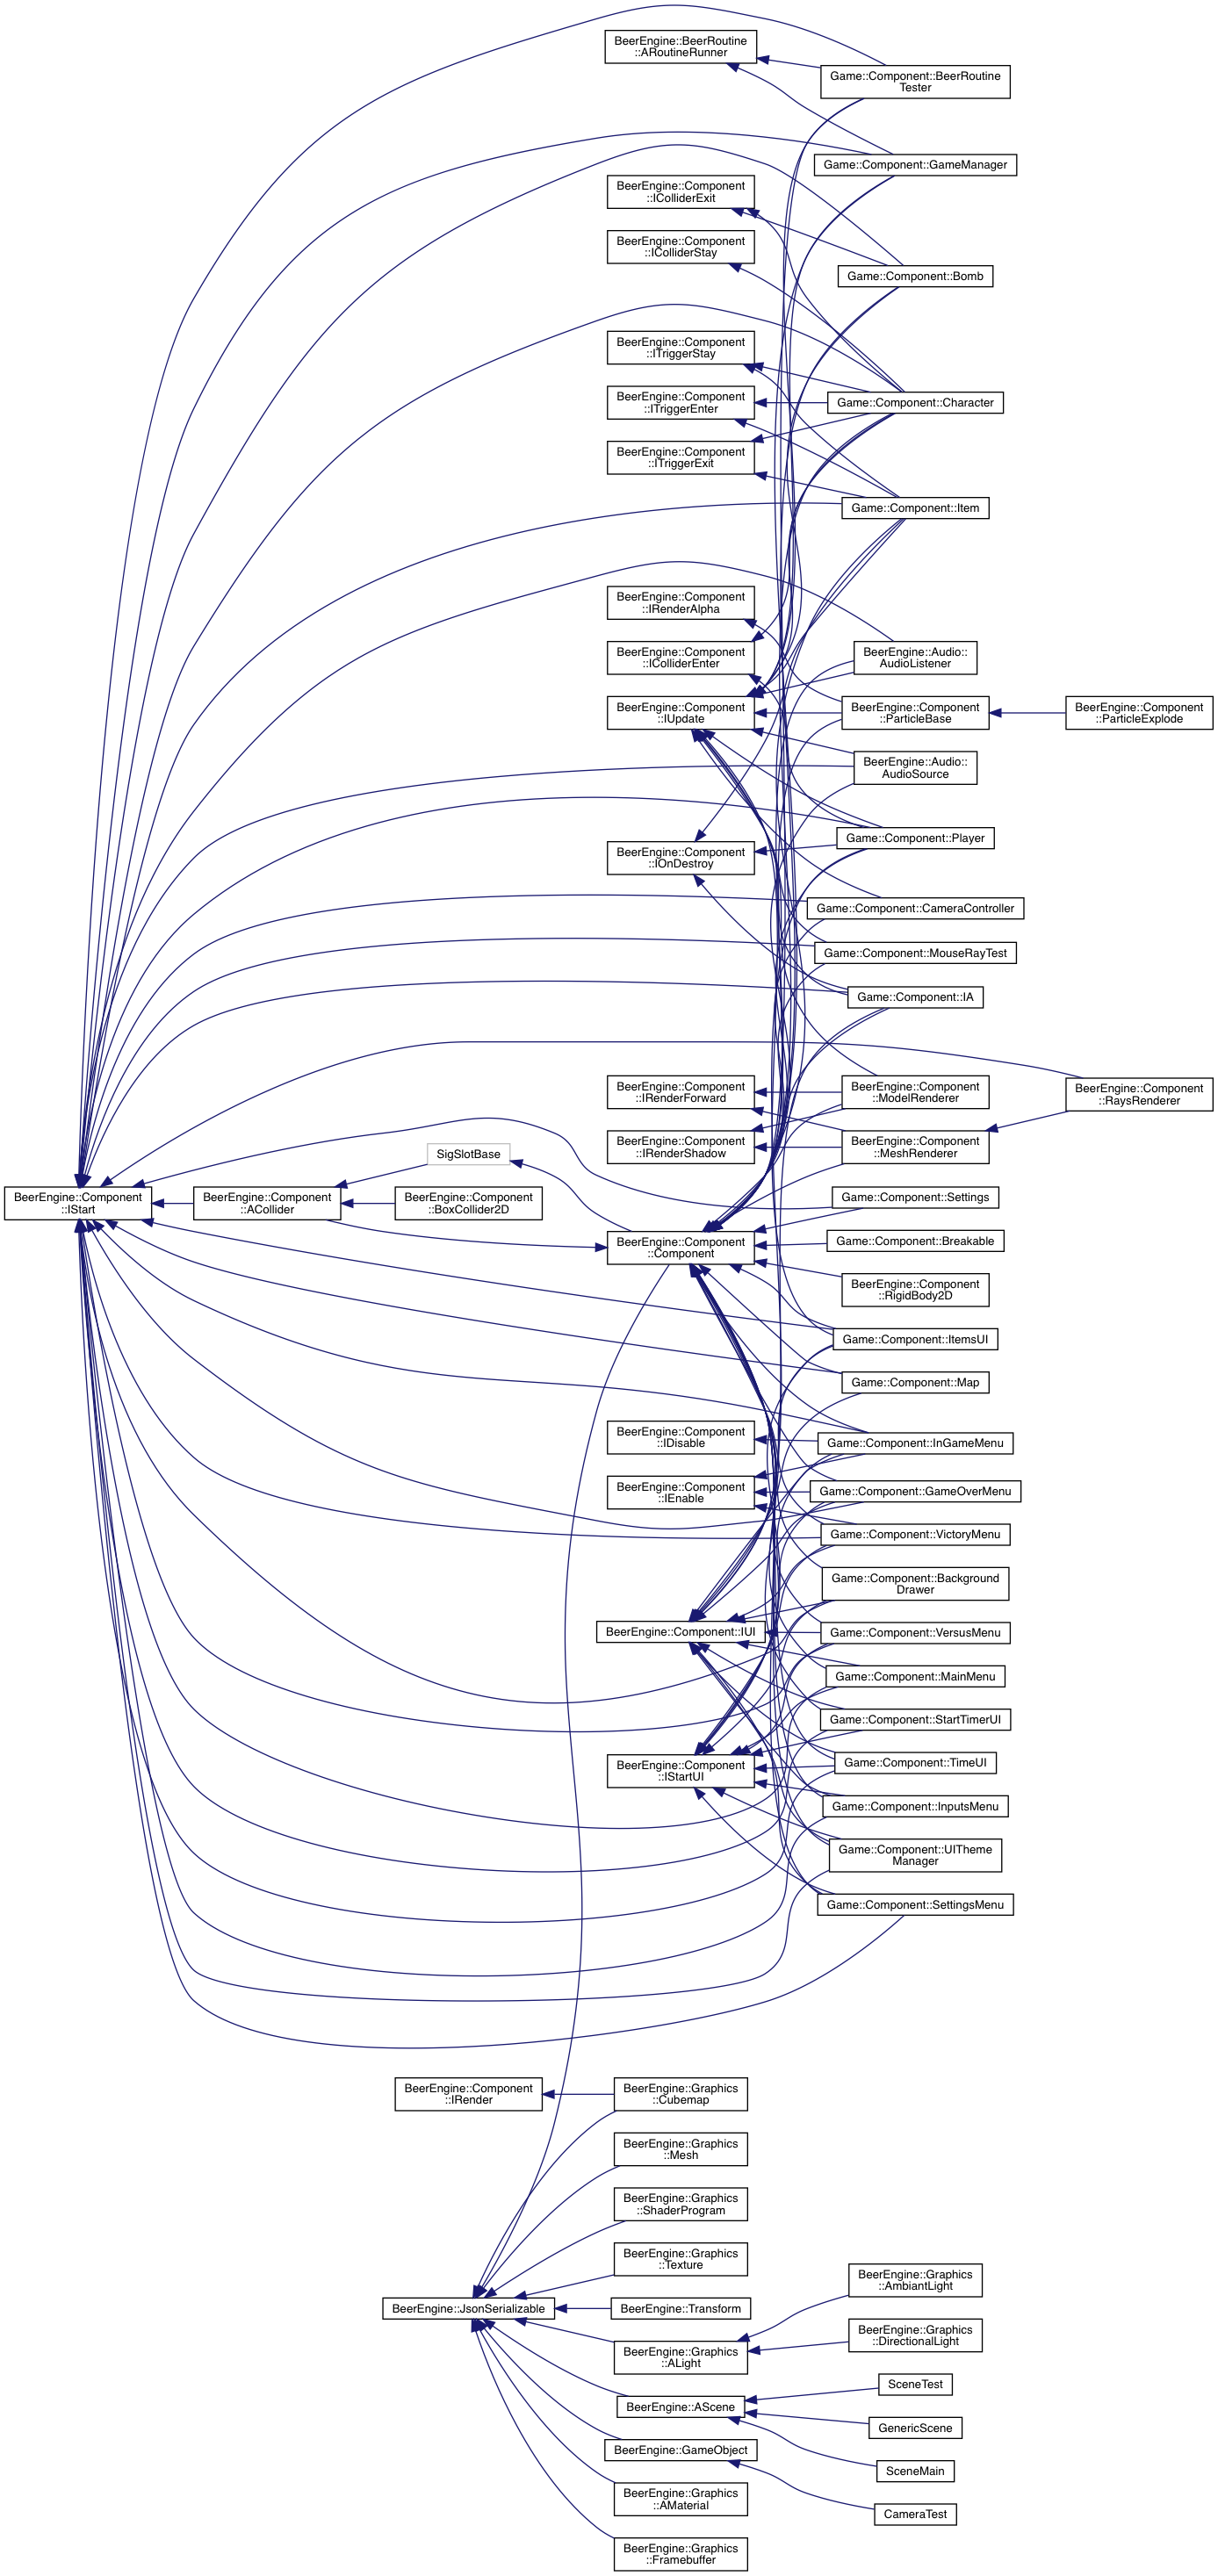 BeerEngine::BeerRoutine
::ARoutineRunner
Game::Component::BeerRoutine
Tester
Game::Component::GameManager
BeerEngine::Component
::IColliderExit
BeerEngine::Component
::IColliderStay
Game::Component::Bomb
BeerEngine::Component
::ITriggerStay
BeerEngine::Component
::ITriggerEnter
Game::Component::Character
BeerEngine::Component
::ITriggerExit
Game::Component::Item
BeerEngine::Component
::IRenderAlpha
BeerEngine::Component
::IColliderEnter
BeerEngine::Audio::
AudioListener
BeerEngine::Component
::IUpdate
BeerEngine::Component
::ParticleBase
BeerEngine::Component
::ParticleExplode
BeerEngine::Audio::
AudioSource
Game::Component::Player
BeerEngine::Component
::IOnDestroy
Game::Component::CameraController
Game::Component::MouseRayTest
Game::Component::IA
BeerEngine::Component
::IRenderForward
BeerEngine::Component
::ModelRenderer
BeerEngine::Component
::RaysRenderer
BeerEngine::Component
::IRenderShadow
BeerEngine::Component
::MeshRenderer
SigSlotBase
BeerEngine::Component
::IStart
BeerEngine::Component
::ACollider
BeerEngine::Component
::BoxCollider2D
Game::Component::Settings
BeerEngine::Component
::Component
Game::Component::Breakable
BeerEngine::Component
::RigidBody2D
Game::Component::ItemsUI
Game::Component::Map
BeerEngine::Component
::IDisable
Game::Component::InGameMenu
BeerEngine::Component
::IEnable
Game::Component::GameOverMenu
Game::Component::VictoryMenu
Game::Component::Background
Drawer
BeerEngine::Component::IUI
Game::Component::VersusMenu
Game::Component::MainMenu
Game::Component::StartTimerUI
BeerEngine::Component
::IStartUI
Game::Component::TimeUI
Game::Component::InputsMenu
Game::Component::UITheme
Manager
Game::Component::SettingsMenu
BeerEngine::Component
::IRender
BeerEngine::Graphics
::Cubemap
BeerEngine::Graphics
::Mesh
BeerEngine::Graphics
::ShaderProgram
BeerEngine::Graphics
::Texture
BeerEngine::Graphics
::AmbiantLight
BeerEngine::JsonSerializable
BeerEngine::Transform
BeerEngine::Graphics
::DirectionalLight
BeerEngine::Graphics
::ALight
SceneTest
BeerEngine::AScene
GenericScene
BeerEngine::GameObject
SceneMain
BeerEngine::Graphics
::AMaterial
CameraTest
BeerEngine::Graphics
::Framebuffer